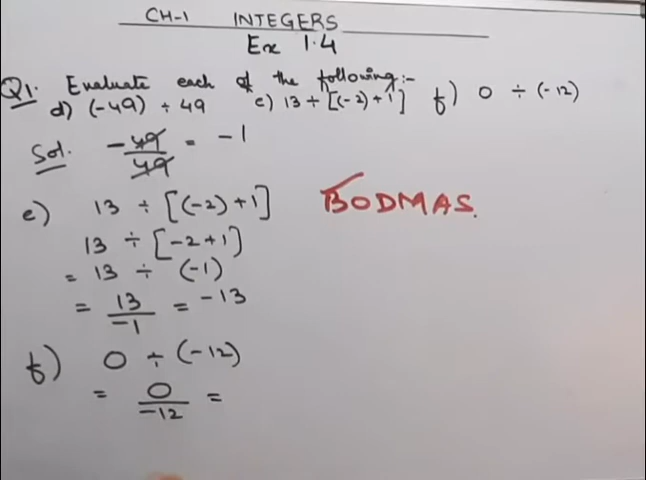 CH-1 INTEGERS
Ex 1.4
Q1. Evaluate each of the following:-
d) (-49) ÷ 49 e) 13 ÷ [(-2)+1] f) 0 ÷ (-12)
Sol. -49/49 = -1
e) 13 ÷ [(-2)+1] BODMAS.
13 ÷ [-2+1]
= 13 ÷ (-1)
= 13/-1 = -13
f) 0 ÷ (-12)
= 0/-12 =